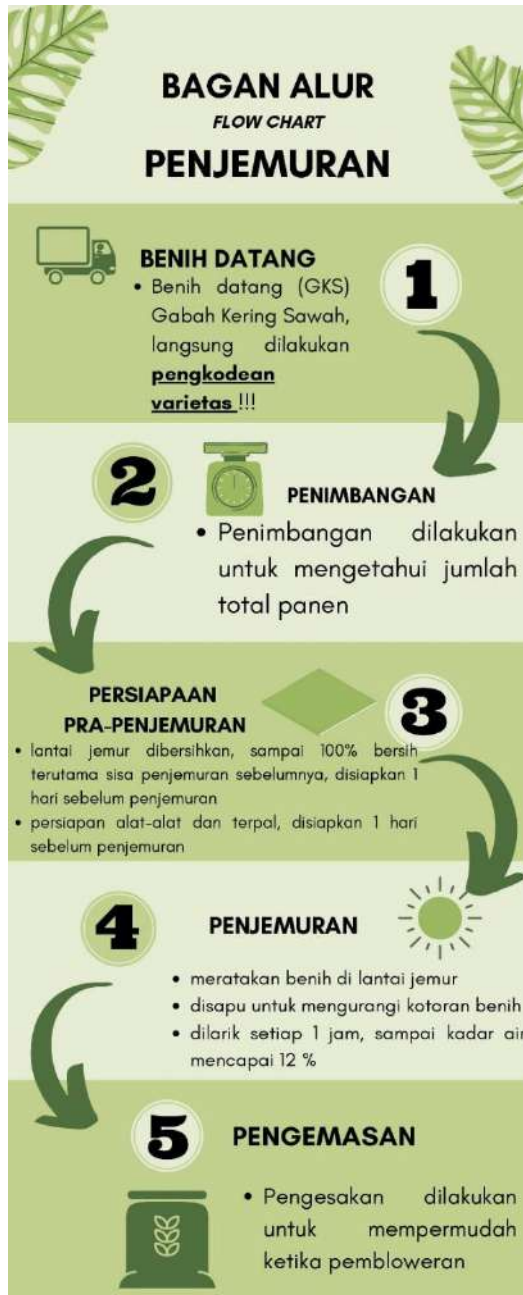 BAGAN ALUR
FLOW CHART
PENJEMURAN
BENIH DATANG
1
• Benih datang (GKS)
Gabah Kering Sawah,
langsung dilakukan
pengkodean
varietas !!!
2
PENIMBANGAN
• Penimbangan dilakukan
untuk mengetahui jumlah
total panen
PERSIAPAAN
PRA-PENJEMURAN
3
• lantai jemur dibersihkan, sampai 100% bersih
terutama sisa penjemuran sebelumnya, disiapkan 1
hari sebelum penjemuran
• persiapan alat-alat dan terpal, disiapkan 1 hari
sebelum penjemuran
4
PENJEMURAN
• meratakan benih di lantai jemur
• disapu untuk mengurangi kotoran benih
• dilarik setiap 1 jam, sampai kadar air
mencapai 12 %
5
PENGEMASAN
• Pengesakan dilakukan
untuk mempermudah
ketika pembloweran